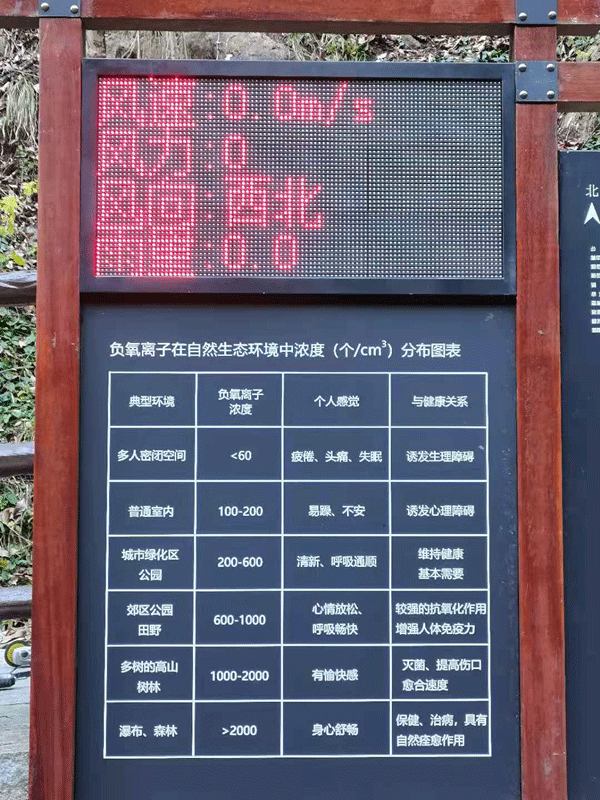 风速:0.0m/s
风力:0
风向:西北
雨量:0.0
北
负氧离子在自然生态环境中浓度（个/cm³）分布图表
典型环境 负氧离子浓度 个人感觉 与健康关系
多人密闭空间 <60 疲倦、头痛、失眠 诱发生理障碍
普通室内 100-200 易躁、不安 诱发心理障碍
城市绿化区公园 200-600 清新、呼吸通顺 维持健康基本需要
郊区公园田野 600-1000 心情放松、呼吸畅快 较强的抗氧化作用增强人体免疫力
多树的高山树林 1000-2000 有愉快感 灭菌、提高伤口愈合速度
瀑布、森林 >2000 身心舒畅 保健、治病，具有自然痊愈作用